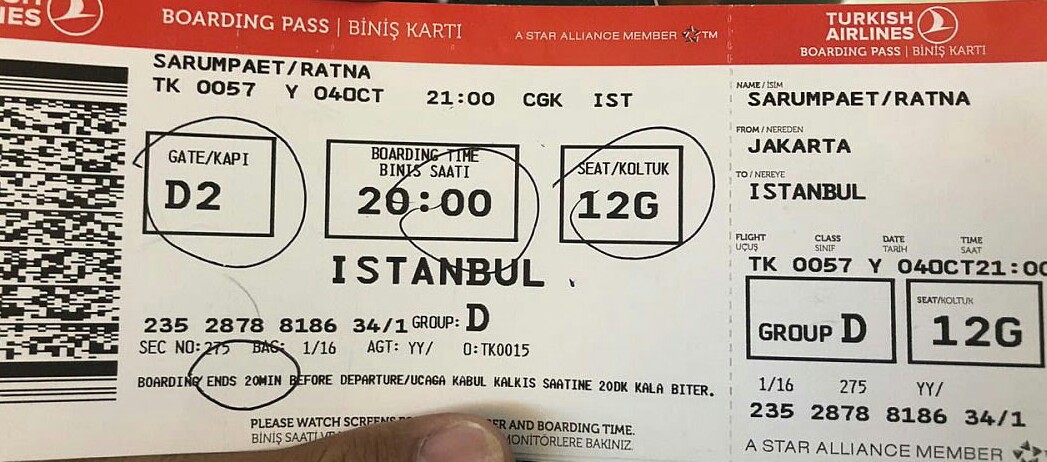 BOARDING PASS | BİNİŞ KARTI
A STAR ALLIANCE MEMBER
SARUMPAET/RATNA
TK 0057 Y 04OCT 21:00 CGK IST
GATE/KAPI
D2
BOARDING TIME
BINIS SAATI
20:00
SEAT/KOLTUK
12G
ISTANBUL
235 2878 8186 34/1 GROUP: D
SEC NO:275 BAG: 1/16 AGT: YY/ O:TK0015
BOARDING ENDS 20MIN BEFORE DEPARTURE/UCAGA KABUL KALKIS SAATINE 20DK KALA BITER.
PLEASE WATCH SCREENS AND BOARDING TIME.
BİNİŞ SAATİ MONİTÖRLERE BAKINIZ.
TURKISH
AIRLINES
BOARDING PASS | BİNİŞ KARTI
NAME / İSİM
SARUMPAET/RATNA
FROM / NEREDEN
JAKARTA
TO / NEREYE
ISTANBUL
FLIGHT CLASS DATE TIME
UÇUŞ SINIF TARİH SAAT
TK 0057 Y 04OCT21:00
GROUP D
SEAT/KOLTUK
12G
1/16 275 YY/
235 2878 8186 34/1
A STAR ALLIANCE MEMBER